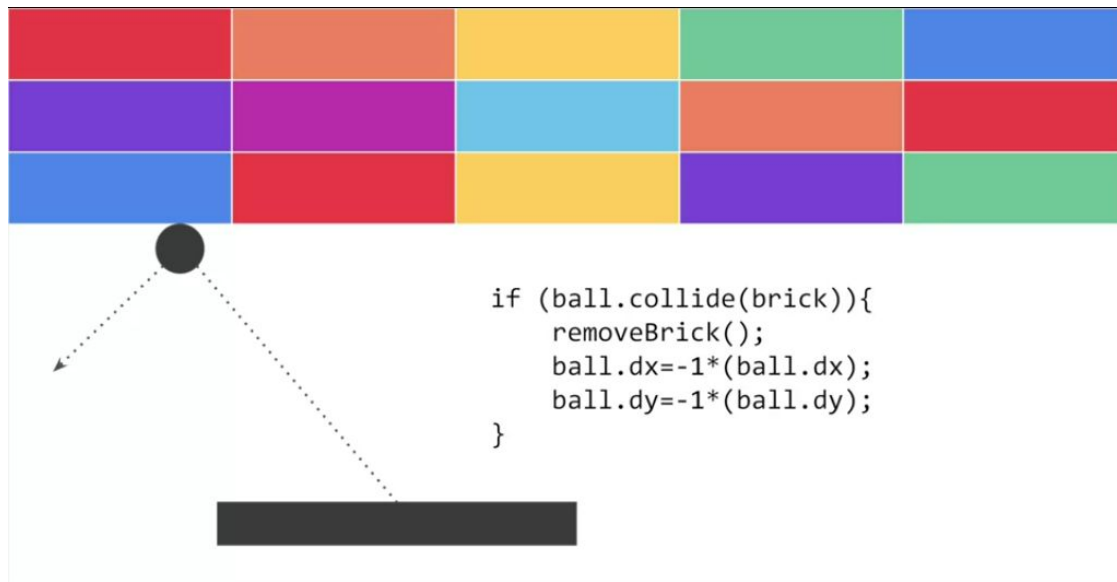 if (ball.collide(brick)){
    removeBrick();
    ball.dx=-1*(ball.dx);
    ball.dy=-1*(ball.dy);
}